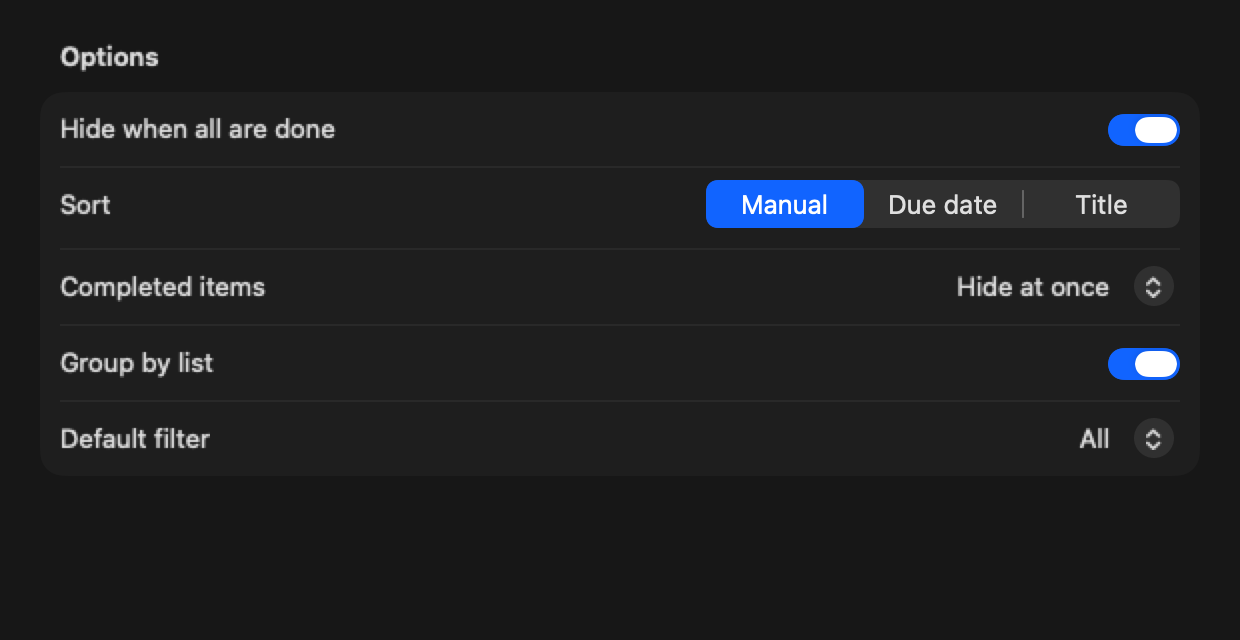 Options
Hide when all are done
Sort Manual Due date Title
Completed items Hide at once
Group by list
Default filter All